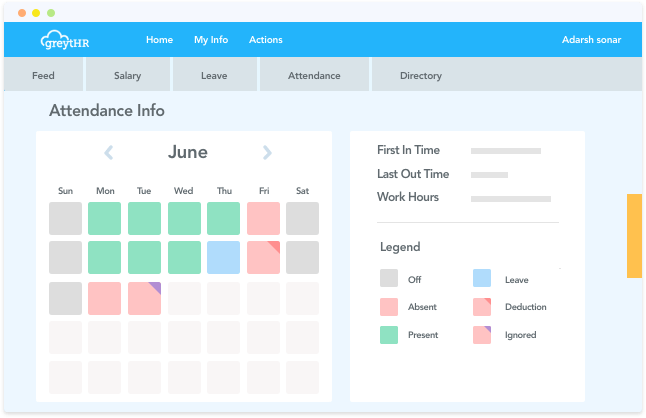 greytHR
Home My Info Actions Adarsh sonar
Feed Salary Leave Attendance Directory
Attendance Info
June
Sun Mon Tue Wed Thu Fri Sat
First In Time
Last Out Time
Work Hours
Legend
Off Leave
Absent Deduction
Present Ignored